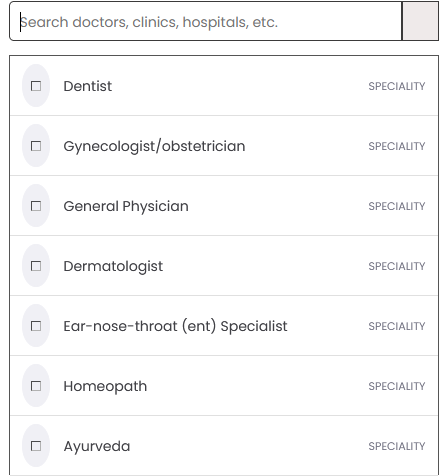 Search doctors, clinics, hospitals, etc.
Dentist SPECIALITY
Gynecologist/obstetrician SPECIALITY
General Physician SPECIALITY
Dermatologist SPECIALITY
Ear-nose-throat (ent) Specialist SPECIALITY
Homeopath SPECIALITY
Ayurveda SPECIALITY